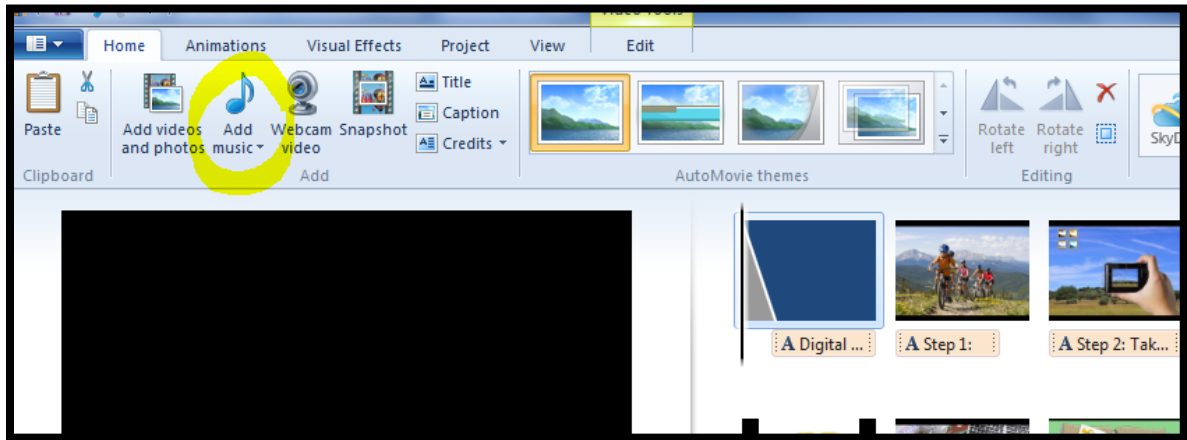 Home Animations Visual Effects Project View Edit
Paste
Add videos
and photos
Add
music
Webcam
video
Snapshot
Title
Caption
Credits
Rotate
left
Rotate
right
Clipboard
Add
AutoMovie themes
Editing
A Digital ...
A Step 1:
A Step 2: Tak...